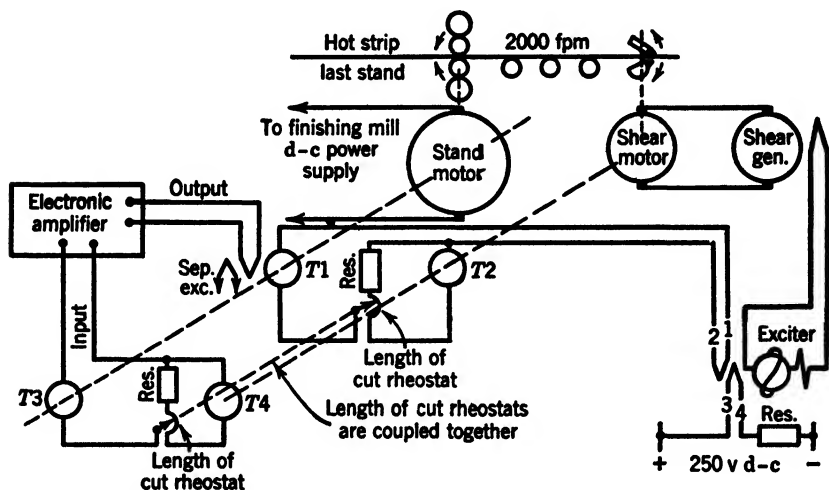 Hot strip
last stand
2000 fpm
To finishing mill
d-c power
supply
Stand
motor
Shear
motor
Shear
gen.
Electronic
amplifier
Output
Input
Sep.
exc.
T1
Res.
T2
Length of
cut rheostat
2
1
Exciter
3
4
Res.
+ 250 v d-c −
T3
Res.
T4
Length of cut rheostats
are coupled together
Length of
cut rheostat